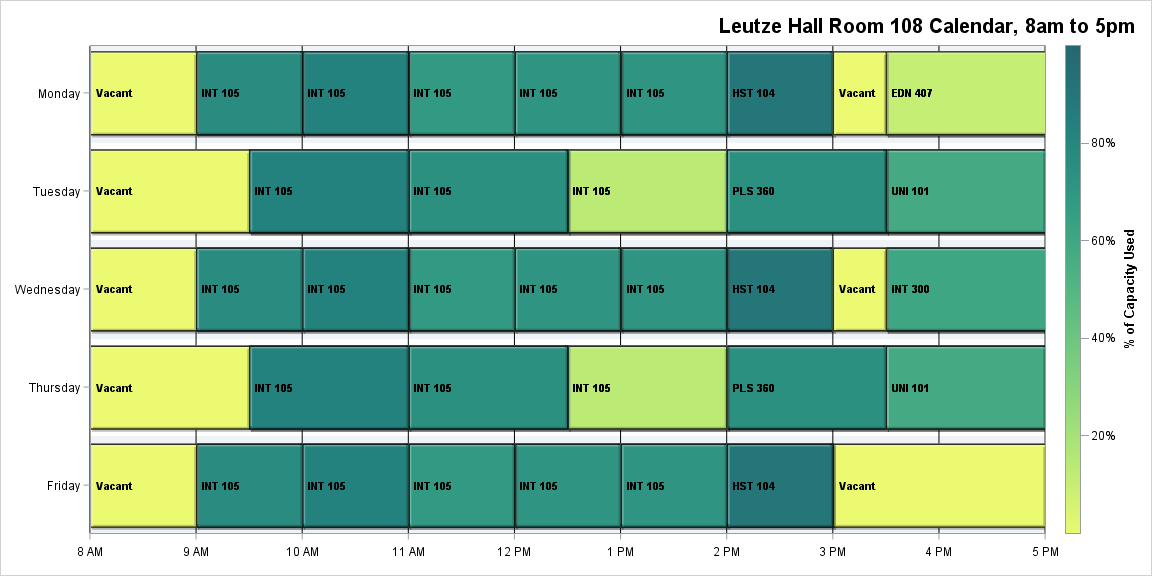 Leutze Hall Room 108 Calendar, 8am to 5pm
Monday
Vacant
INT 105
INT 105
INT 105
INT 105
INT 105
HST 104
Vacant
EDN 407
Tuesday
Vacant
INT 105
INT 105
INT 105
PLS 360
UNI 101
Wednesday
Vacant
INT 105
INT 105
INT 105
INT 105
INT 105
HST 104
Vacant
INT 300
Thursday
Vacant
INT 105
INT 105
INT 105
PLS 360
UNI 101
Friday
Vacant
INT 105
INT 105
INT 105
INT 105
INT 105
HST 104
Vacant
8 AM
9 AM
10 AM
11 AM
12 PM
1 PM
2 PM
3 PM
4 PM
5 PM
80%
60%
40%
20%
% of Capacity Used